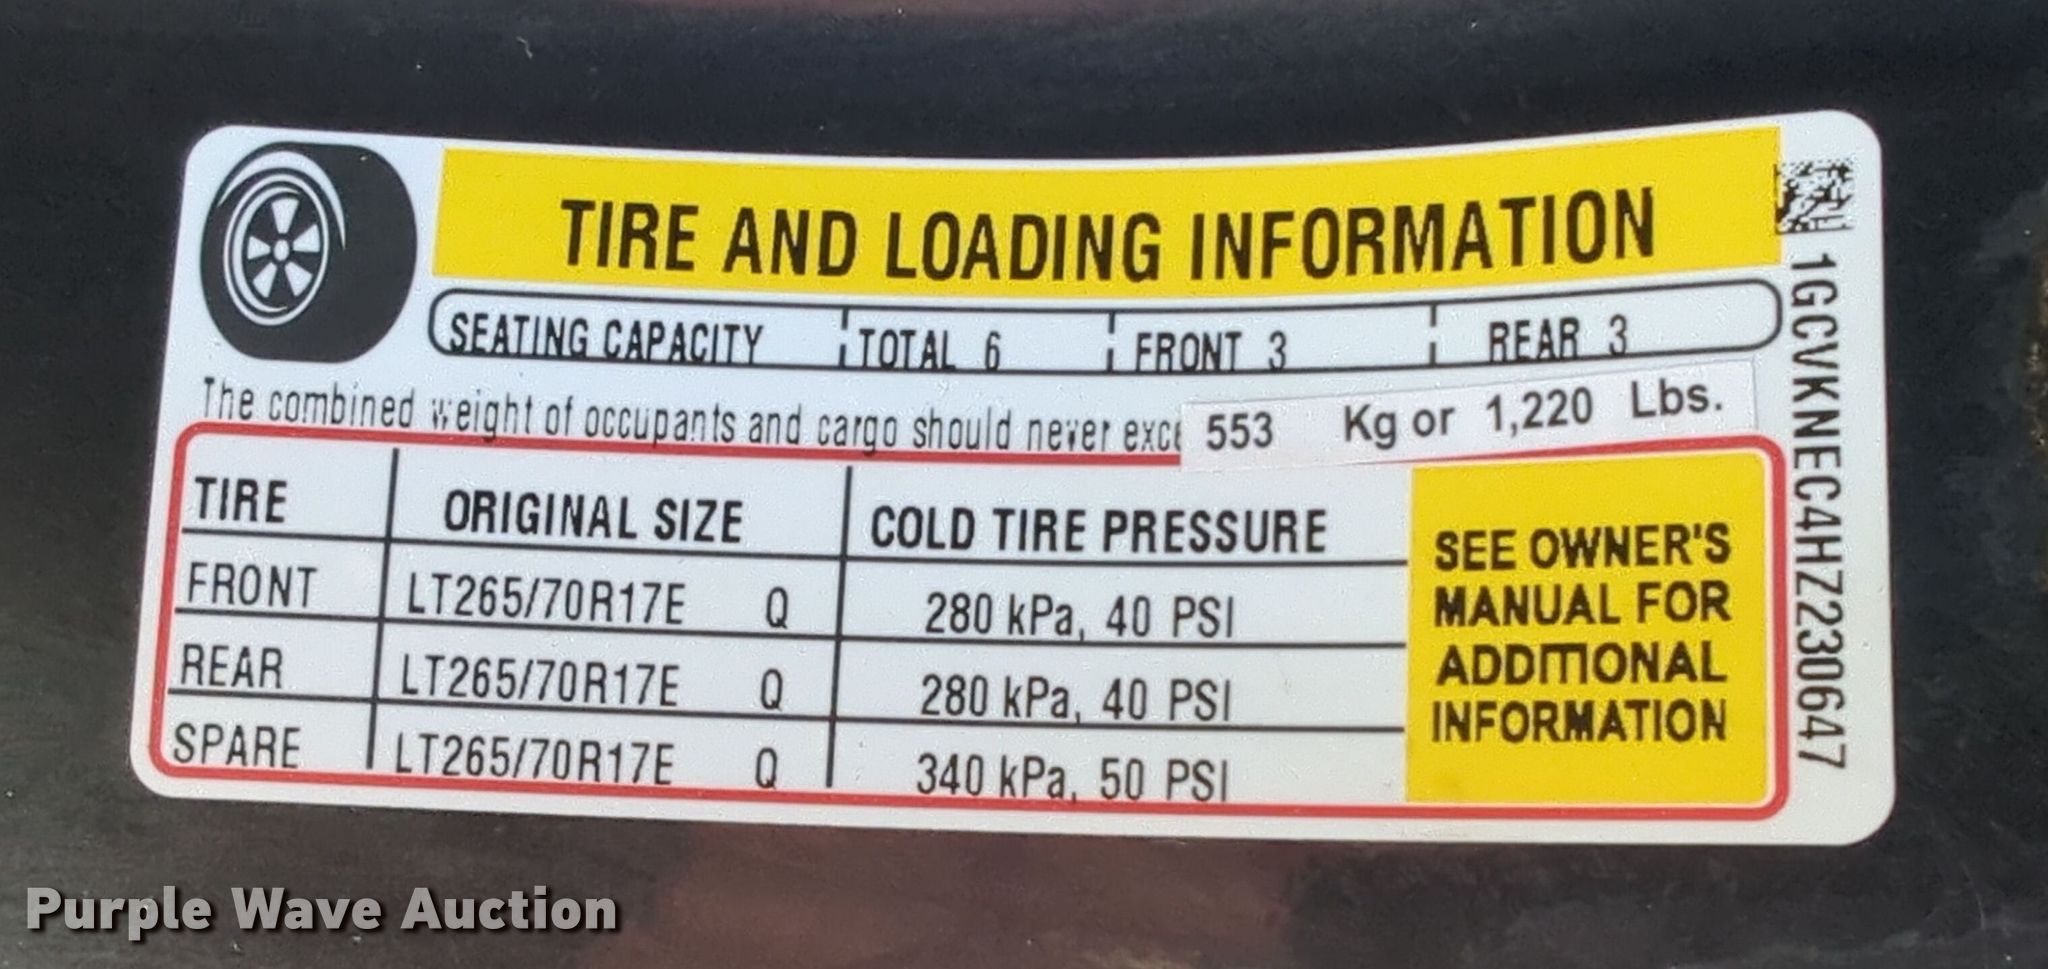 TIRE AND LOADING INFORMATION
SEATING CAPACITY TOTAL 6 FRONT 3 REAR 3
The combined weight of occupants and cargo should never exce 553 Kg or 1,220 Lbs.
TIRE ORIGINAL SIZE COLD TIRE PRESSURE
FRONT LT265/70R17E Q 280 kPa, 40 PSI
REAR LT265/70R17E Q 280 kPa, 40 PSI
SPARE LT265/70R17E Q 340 kPa, 50 PSI
SEE OWNER'S
MANUAL FOR
ADDITIONAL
INFORMATION
1GCVKNEC4HZ230647
Purple Wave Auction